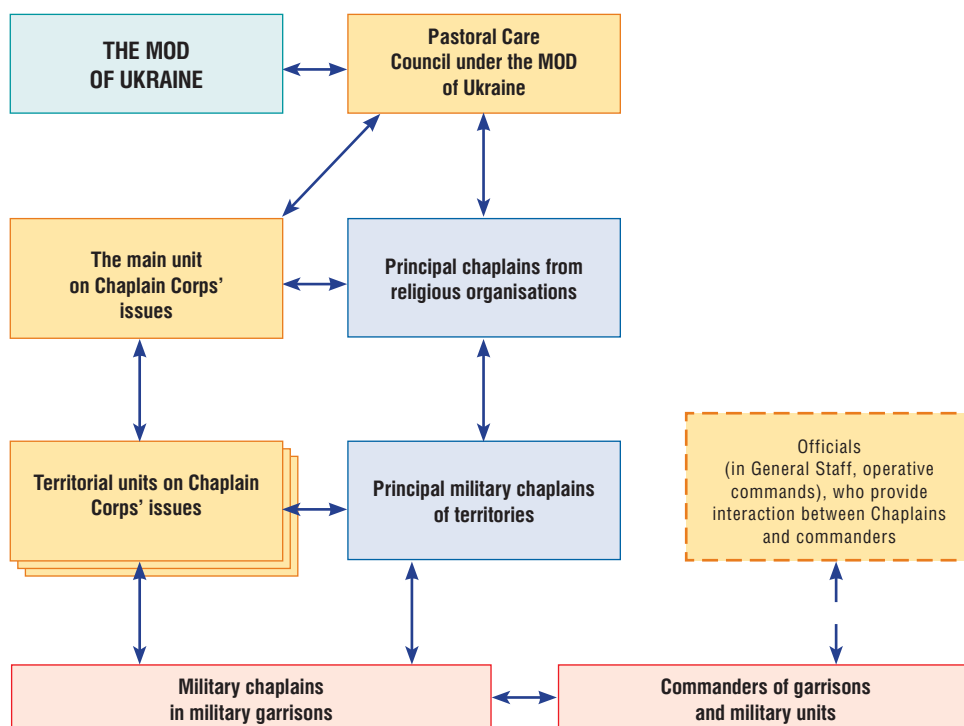 THE MOD
OF UKRAINE
Pastoral Care
Council under the MOD
of Ukraine
The main unit
on Chaplain Corps’
issues
Principal chaplains from
religious organisations
Territorial units on Chaplain
Corps’ issues
Principal military chaplains
of territories
Officials
(in General Staff, operative
commands), who provide
interaction between Chaplains
and commanders
Military chaplains
in military garrisons
Commanders of garrisons
and military units